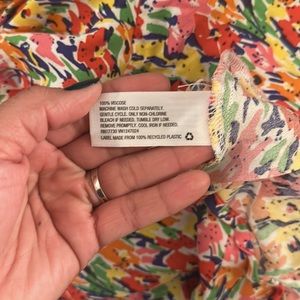 100% VISCOSE
MACHINE WASH COLD SEPARATELY.
GENTLE CYCLE. ONLY NON-CHLORINE
BLEACH IF NEEDED. TUMBLE DRY LOW.
REMOVE PROMPTLY. COOL IRON IF NEEDED.
LABEL MADE FROM 100% RECYCLED PLASTIC